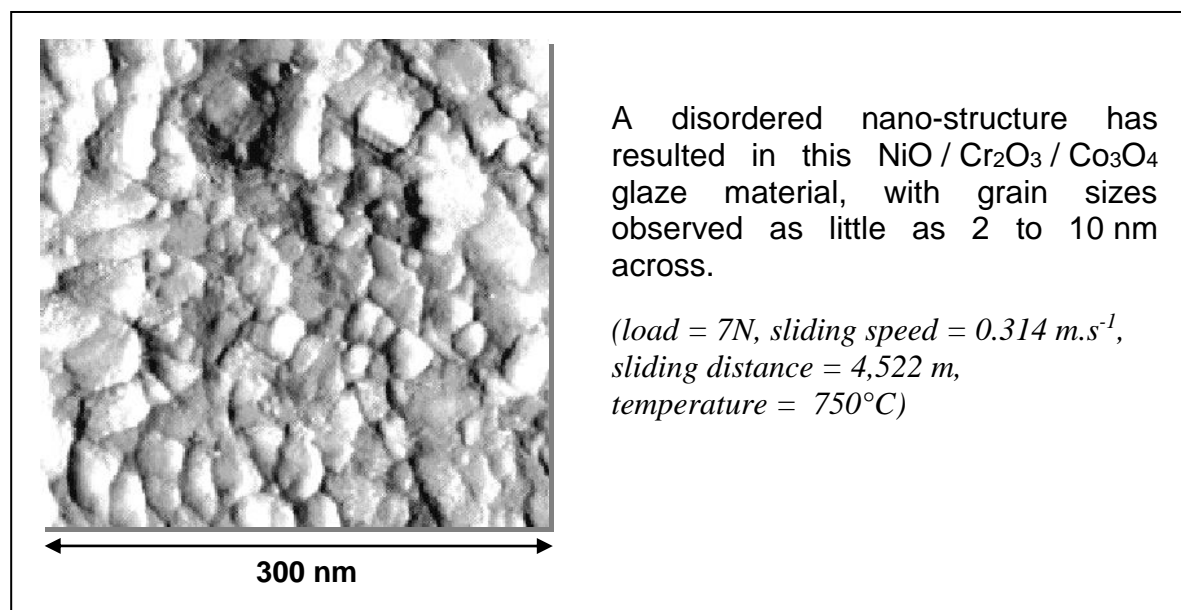 A disordered nano-structure has
resulted in this NiO / Cr₂O₃ / Co₃O₄
glaze material, with grain sizes
observed as little as 2 to 10 nm
across.
(load = 7N, sliding speed = 0.314 m.s⁻¹,
sliding distance = 4,522 m,
temperature = 750°C)
300 nm